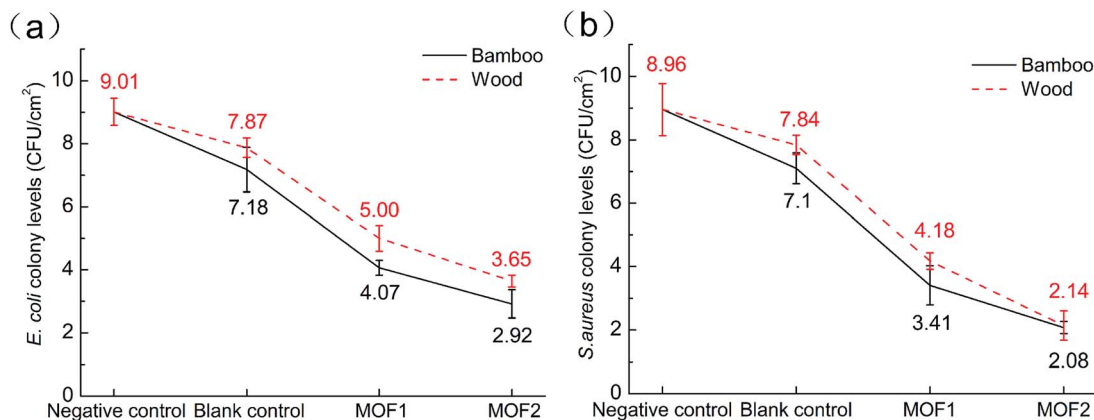 (a)
E. coli colony levels (CFU/cm²)
10
8
6
4
2
0
Bamboo
Wood
9.01
7.87
7.18
5.00
4.07
3.65
2.92
Negative control
Blank control
MOF1
MOF2
(b)
S.aureus colony levels (CFU/cm²)
10
8
6
4
2
0
Bamboo
Wood
8.96
7.84
7.1
4.18
3.41
2.14
2.08
Negative control
Blank control
MOF1
MOF2